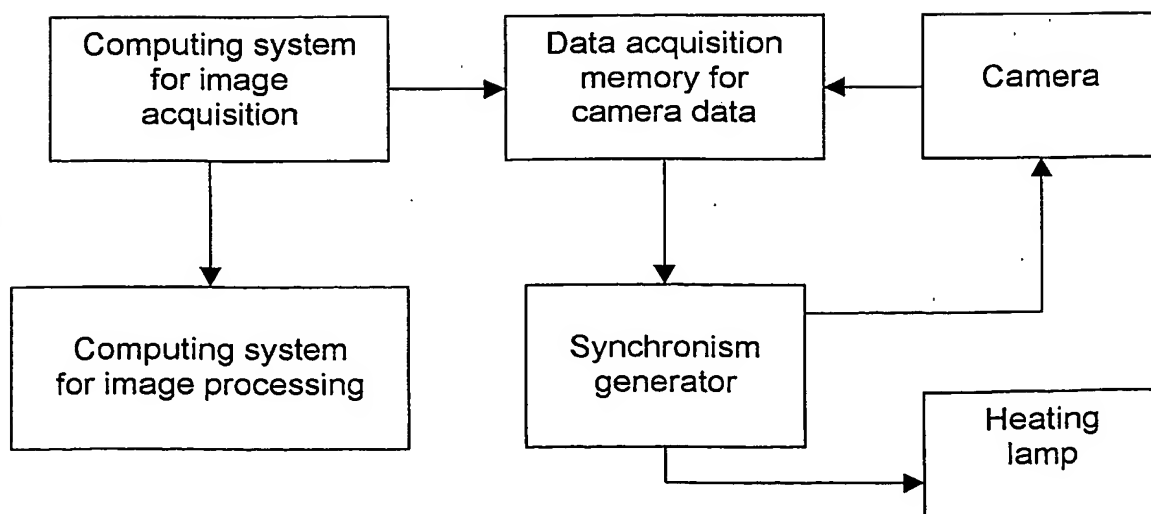 Computing system
for image
acquisition
Data acquisition
memory for
camera data
Camera
Computing system
for image processing
Synchronism
generator
Heating
lamp